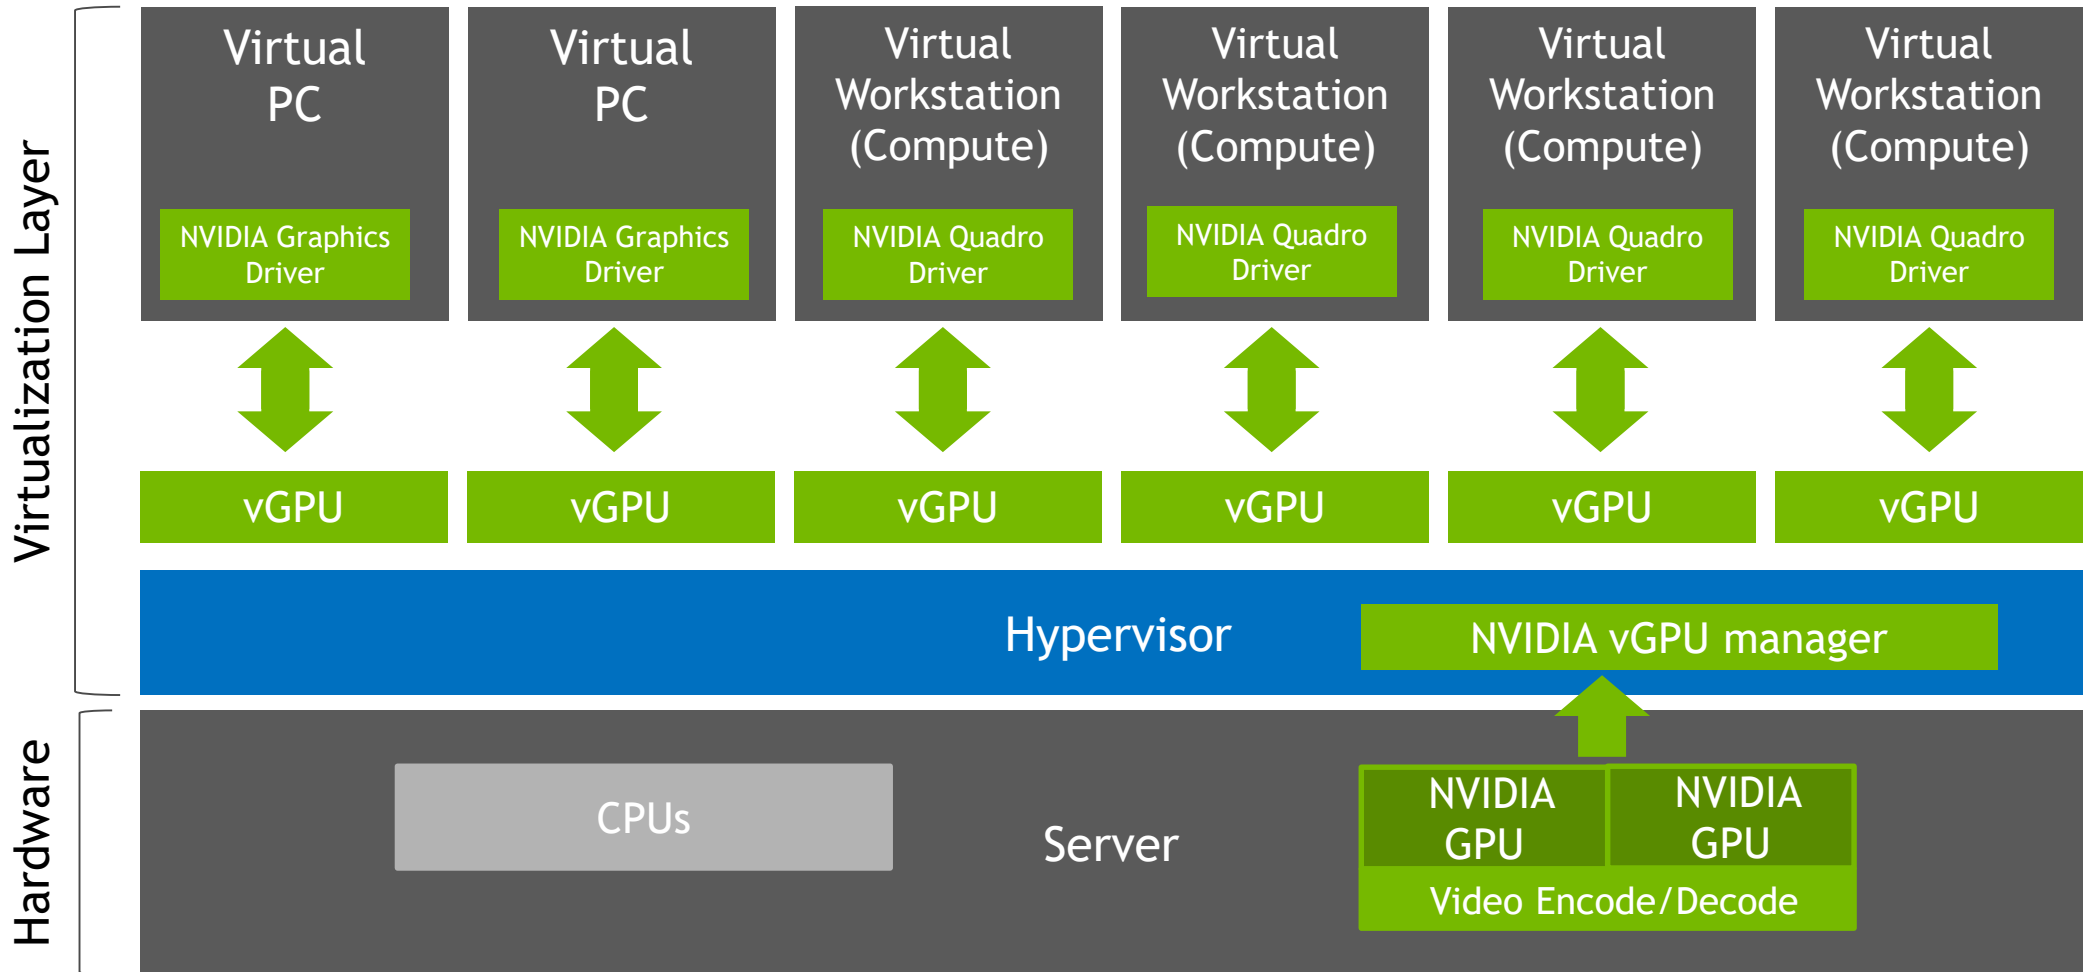 Virtualization Layer
Virtual
PC
NVIDIA Graphics
Driver
Virtual
PC
NVIDIA Graphics
Driver
Virtual
Workstation
(Compute)
NVIDIA Quadro
Driver
Virtual
Workstation
(Compute)
NVIDIA Quadro
Driver
Virtual
Workstation
(Compute)
NVIDIA Quadro
Driver
Virtual
Workstation
(Compute)
NVIDIA Quadro
Driver
vGPU
vGPU
vGPU
vGPU
vGPU
vGPU
Hypervisor
NVIDIA vGPU manager
Hardware
CPUs
Server
NVIDIA
GPU
NVIDIA
GPU
Video Encode/Decode